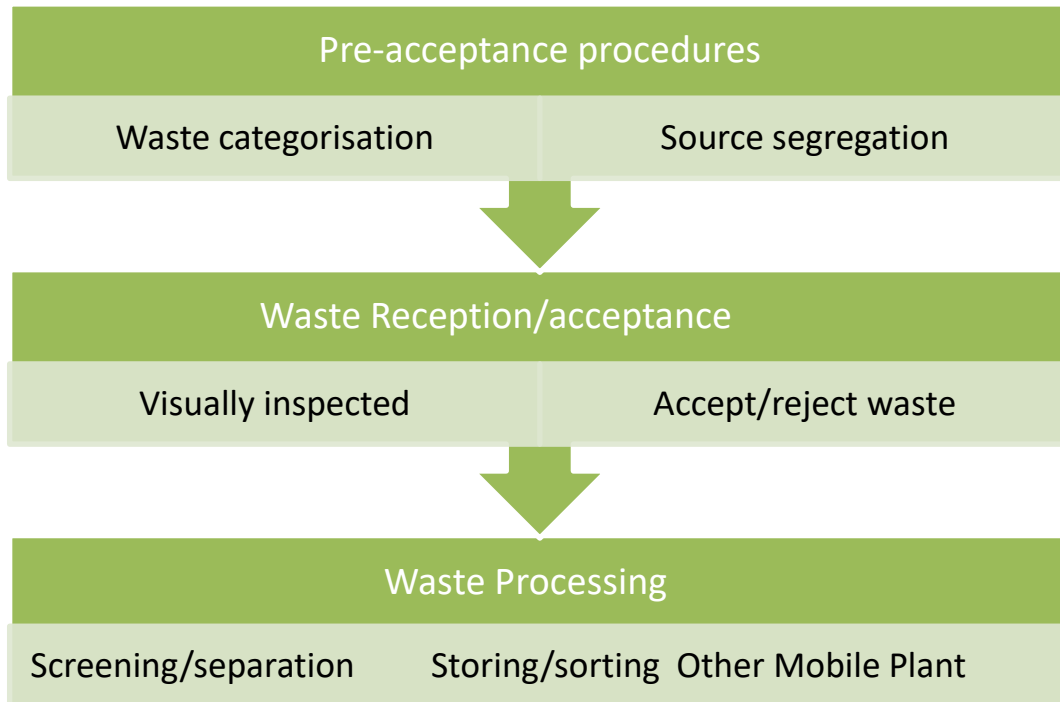 Pre-acceptance procedures
Waste categorisation
Source segregation
Waste Reception/acceptance
Visually inspected
Accept/reject waste
Waste Processing
Screening/separation
Storing/sorting
Other Mobile Plant